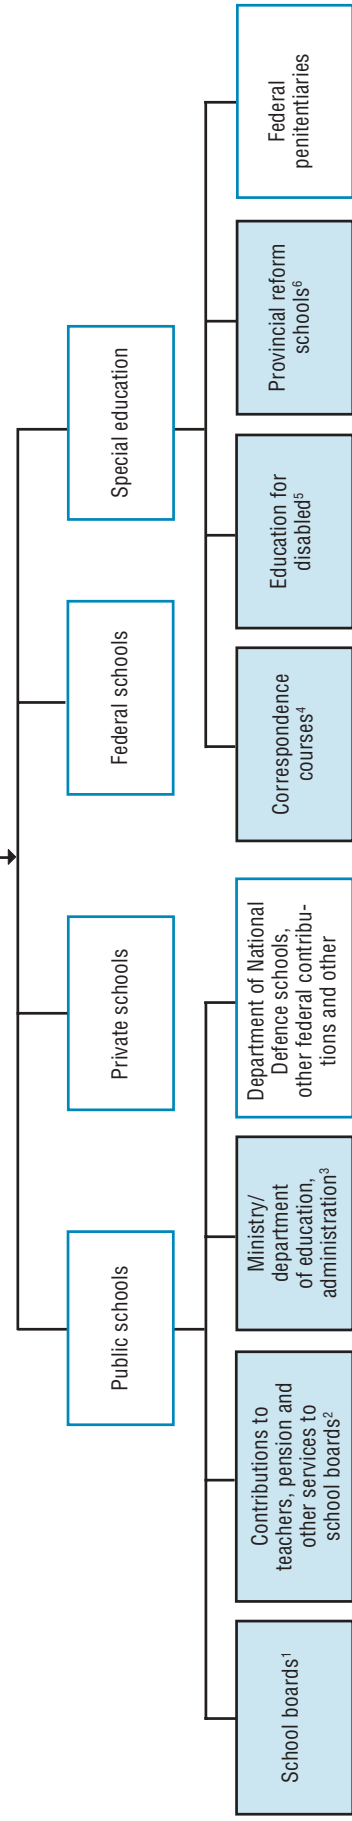 Public schools
Private schools
Federal schools
Special education
School boards¹
Contributions to
teachers, pension and
other services to
school boards²
Ministry/
department
of education,
administration³
Department of National
Defence schools,
other federal contribu-
tions and other
Correspondence
courses⁴
Education for
disabled⁵
Provincial reform
schools⁶
Federal
penitentiaries